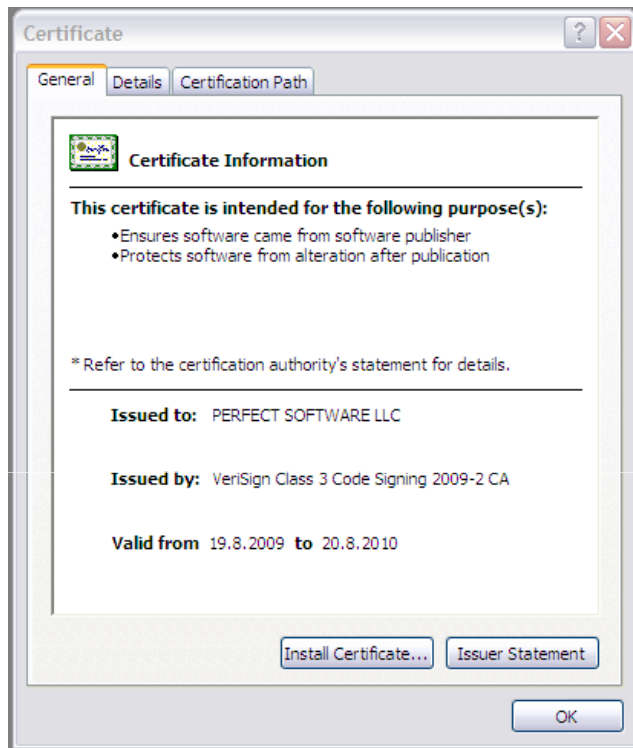 Certificate
General Details Certification Path
Certificate Information
This certificate is intended for the following purpose(s):
•Ensures software came from software publisher
•Protects software from alteration after publication
* Refer to the certification authority's statement for details.
Issued to: PERFECT SOFTWARE LLC
Issued by: VeriSign Class 3 Code Signing 2009-2 CA
Valid from 19.8.2009 to 20.8.2010
Install Certificate... Issuer Statement
OK